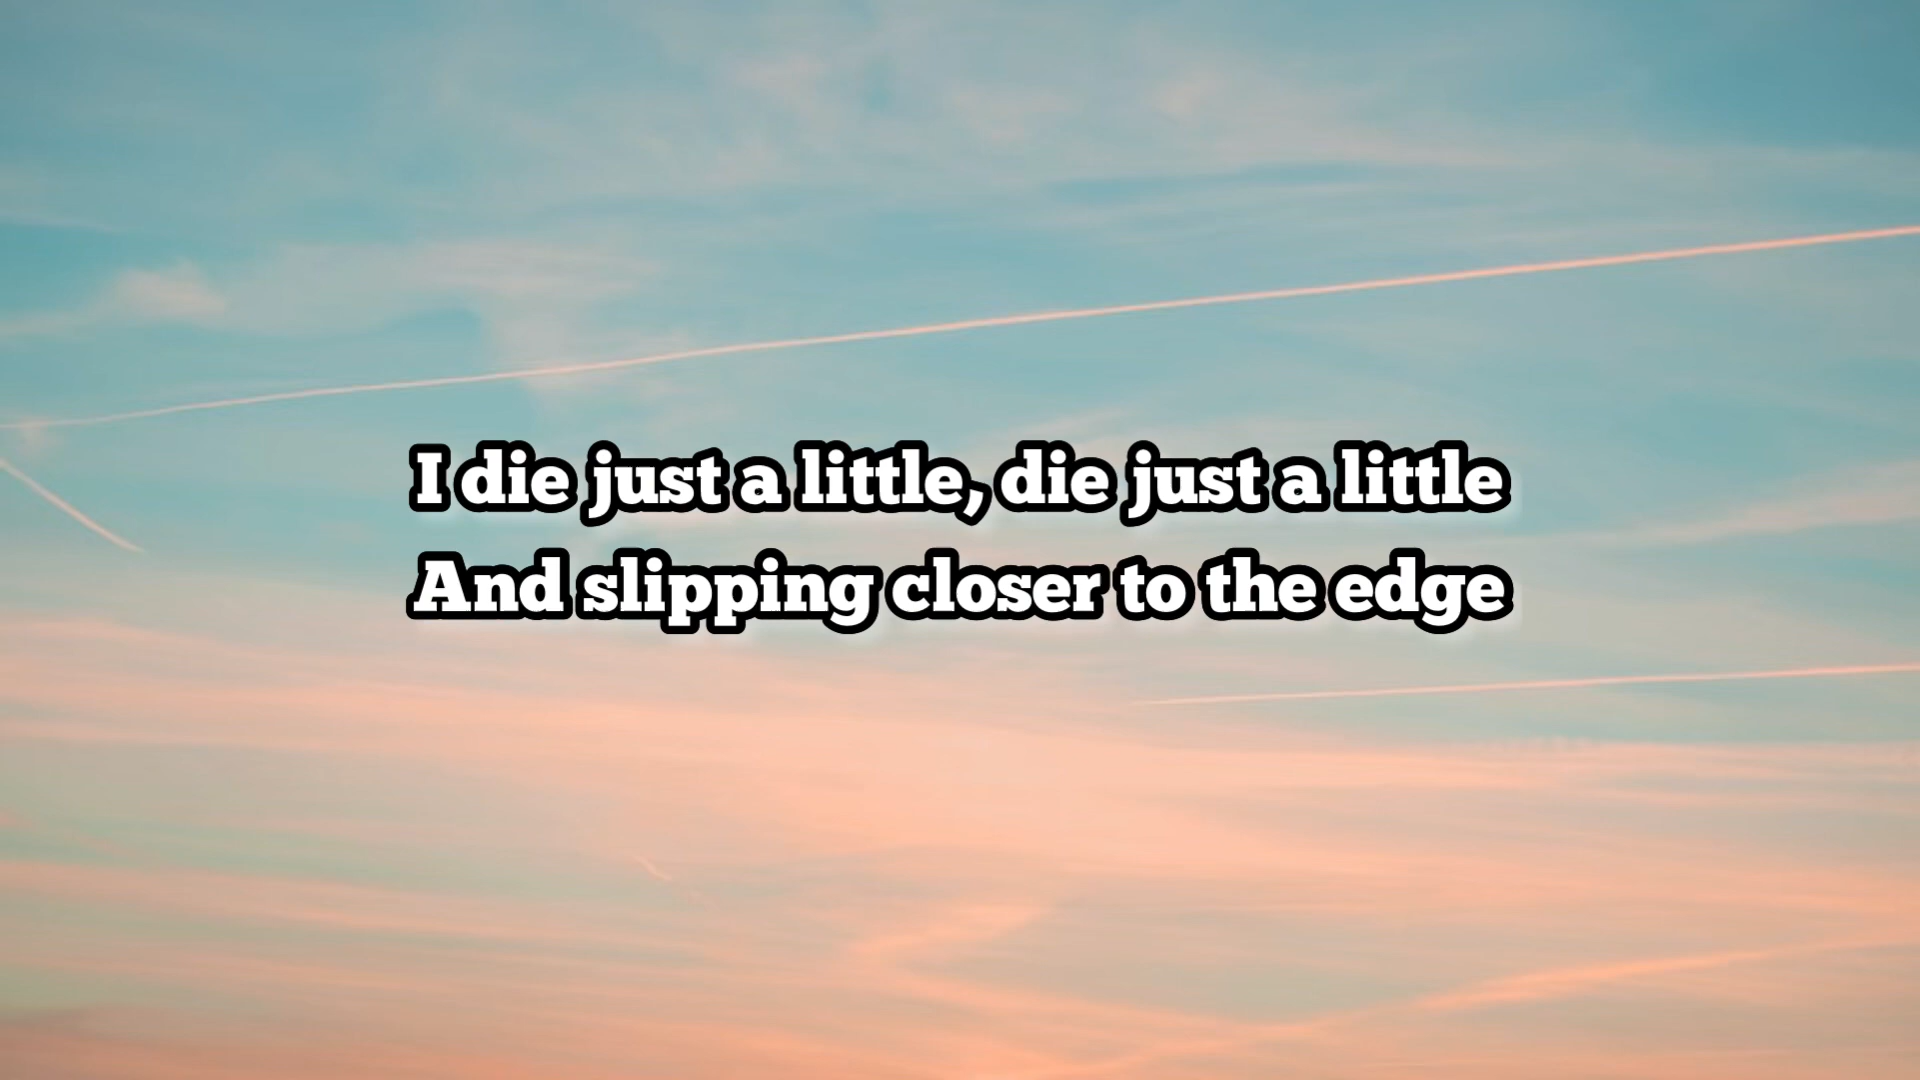 I die just a little, die just a little
And slipping closer to the edge